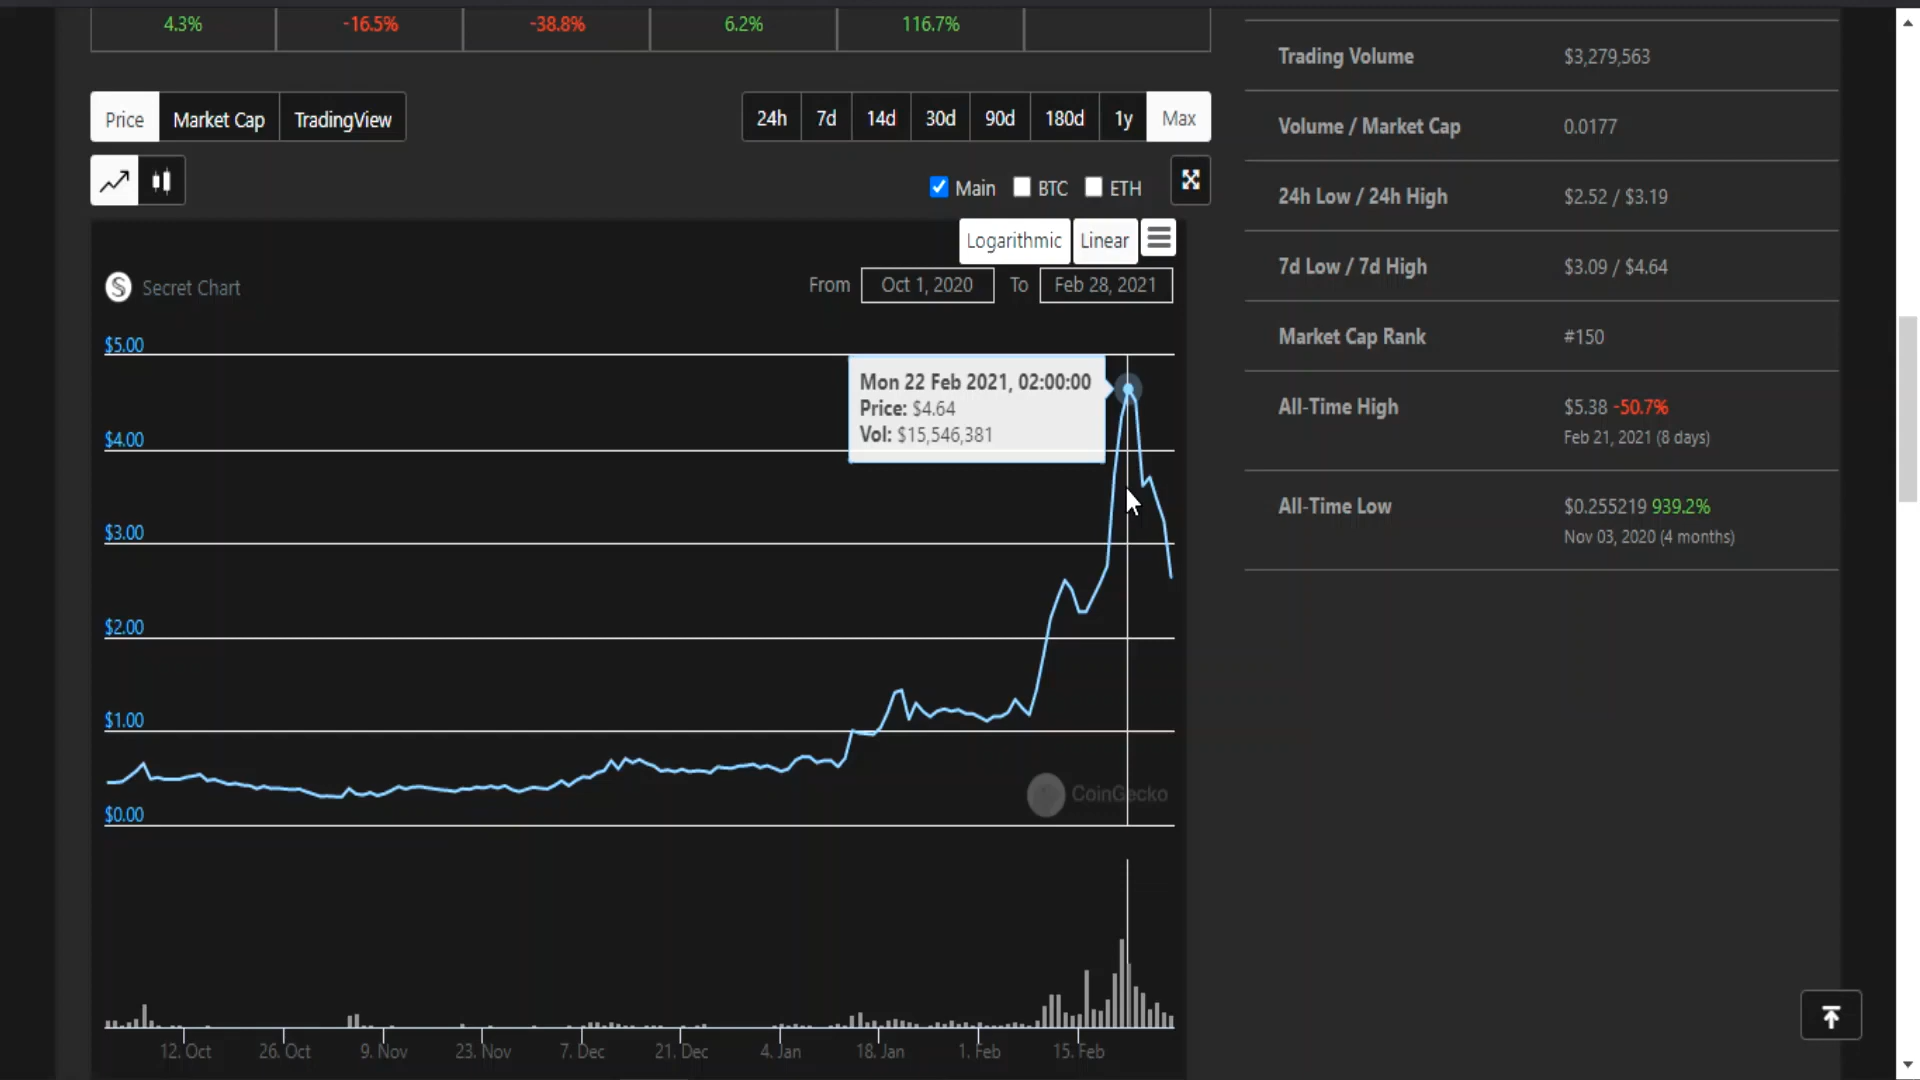 4.3% -16.5% -38.8% 6.2% 116.7%
Price Market Cap TradingView
24h 7d 14d 30d 90d 180d 1y Max
Main BTC ETH
Logarithmic Linear
Secret Chart
From Oct 1, 2020 To Feb 28, 2021
$5.00
$4.00
$3.00
$2.00
$1.00
$0.00
Mon 22 Feb 2021, 02:00:00
Price: $4.64
Vol: $15,546,381
CoinGecko
12. Oct 26. Oct 9. Nov 23. Nov 7. Dec 21. Dec 4. Jan 18. Jan 1. Feb 15. Feb
Trading Volume $3,279,563
Volume / Market Cap 0.0177
24h Low / 24h High $2.52 / $3.19
7d Low / 7d High $3.09 / $4.64
Market Cap Rank #150
All-Time High $5.38 -50.7%
Feb 21, 2021 (8 days)
All-Time Low $0.255219 939.2%
Nov 03, 2020 (4 months)